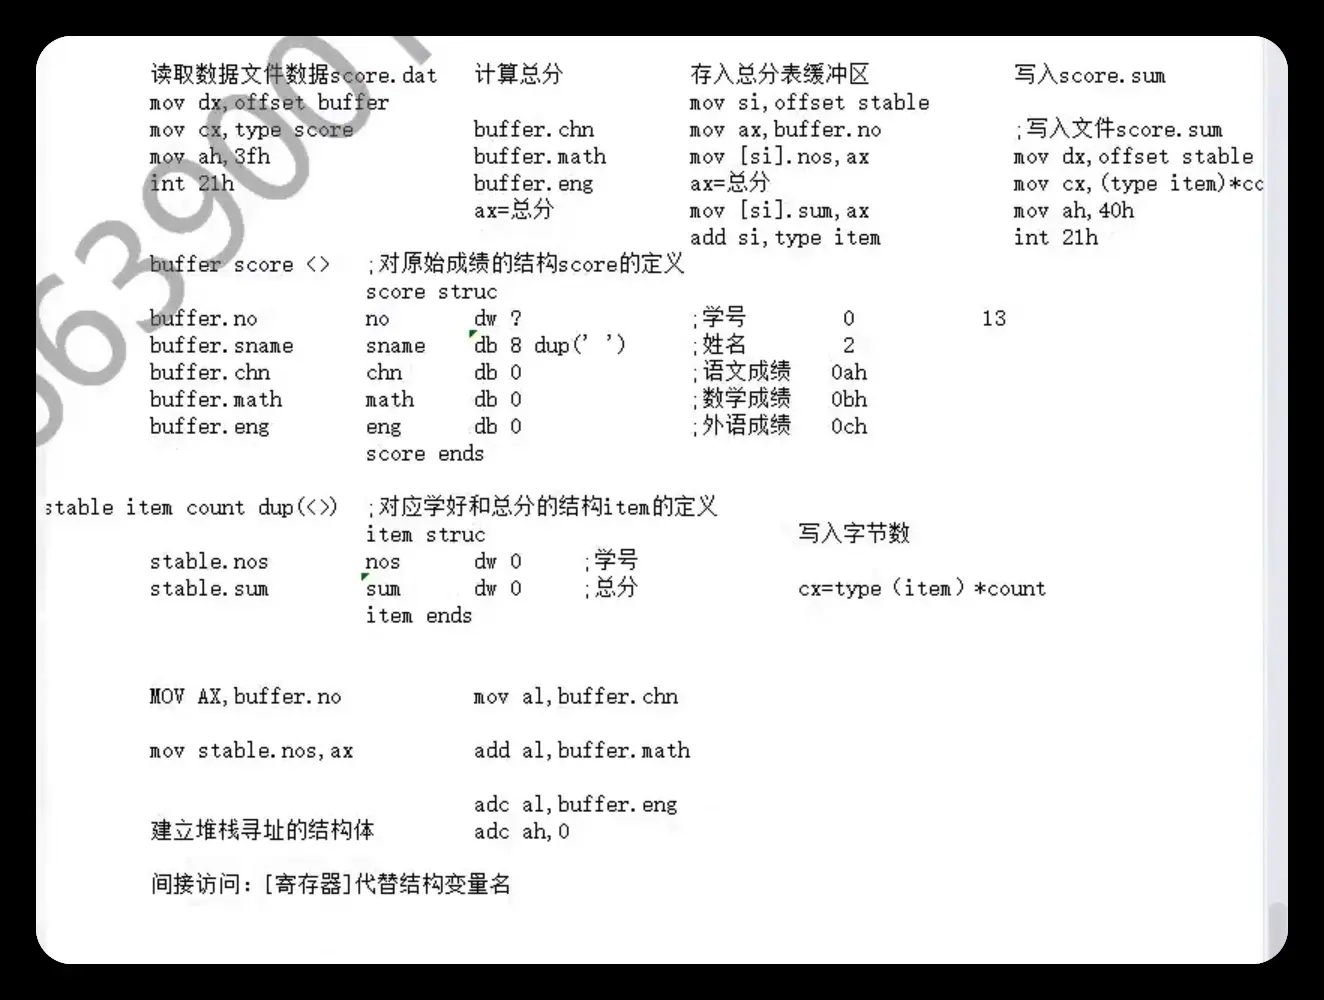 读取数据文件数据score.dat 计算总分 存入总分表缓冲区 写入score.sum
mov dx,offset buffer mov si,offset stable
mov cx,type score buffer.chn mov ax,buffer.no ;写入文件score.sum
mov ah,3fh buffer.math mov [si].nos,ax mov dx,offset stable
int 21h buffer.eng ax=总分 mov cx,(type item)*co
ax=总分 mov [si].sum,ax mov ah,40h
add si,type item int 21h
buffer score <> ;对原始成绩的结构score的定义
score struc
buffer.no no dw ? ;学号 0 13
buffer.sname sname db 8 dup(' ') ;姓名 2
buffer.chn chn db 0 ;语文成绩 0ah
buffer.math math db 0 ;数学成绩 0bh
buffer.eng eng db 0 ;外语成绩 0ch
score ends
stable item count dup(<>) ;对应学好和总分的结构item的定义
item struc 写入字节数
stable.nos nos dw 0 ;学号
stable.sum sum dw 0 ;总分 cx=type（item）*count
item ends
MOV AX,buffer.no mov al,buffer.chn
mov stable.nos,ax add al,buffer.math
adc al,buffer.eng
建立堆栈寻址的结构体 adc ah,0
间接访问：[寄存器]代替结构变量名